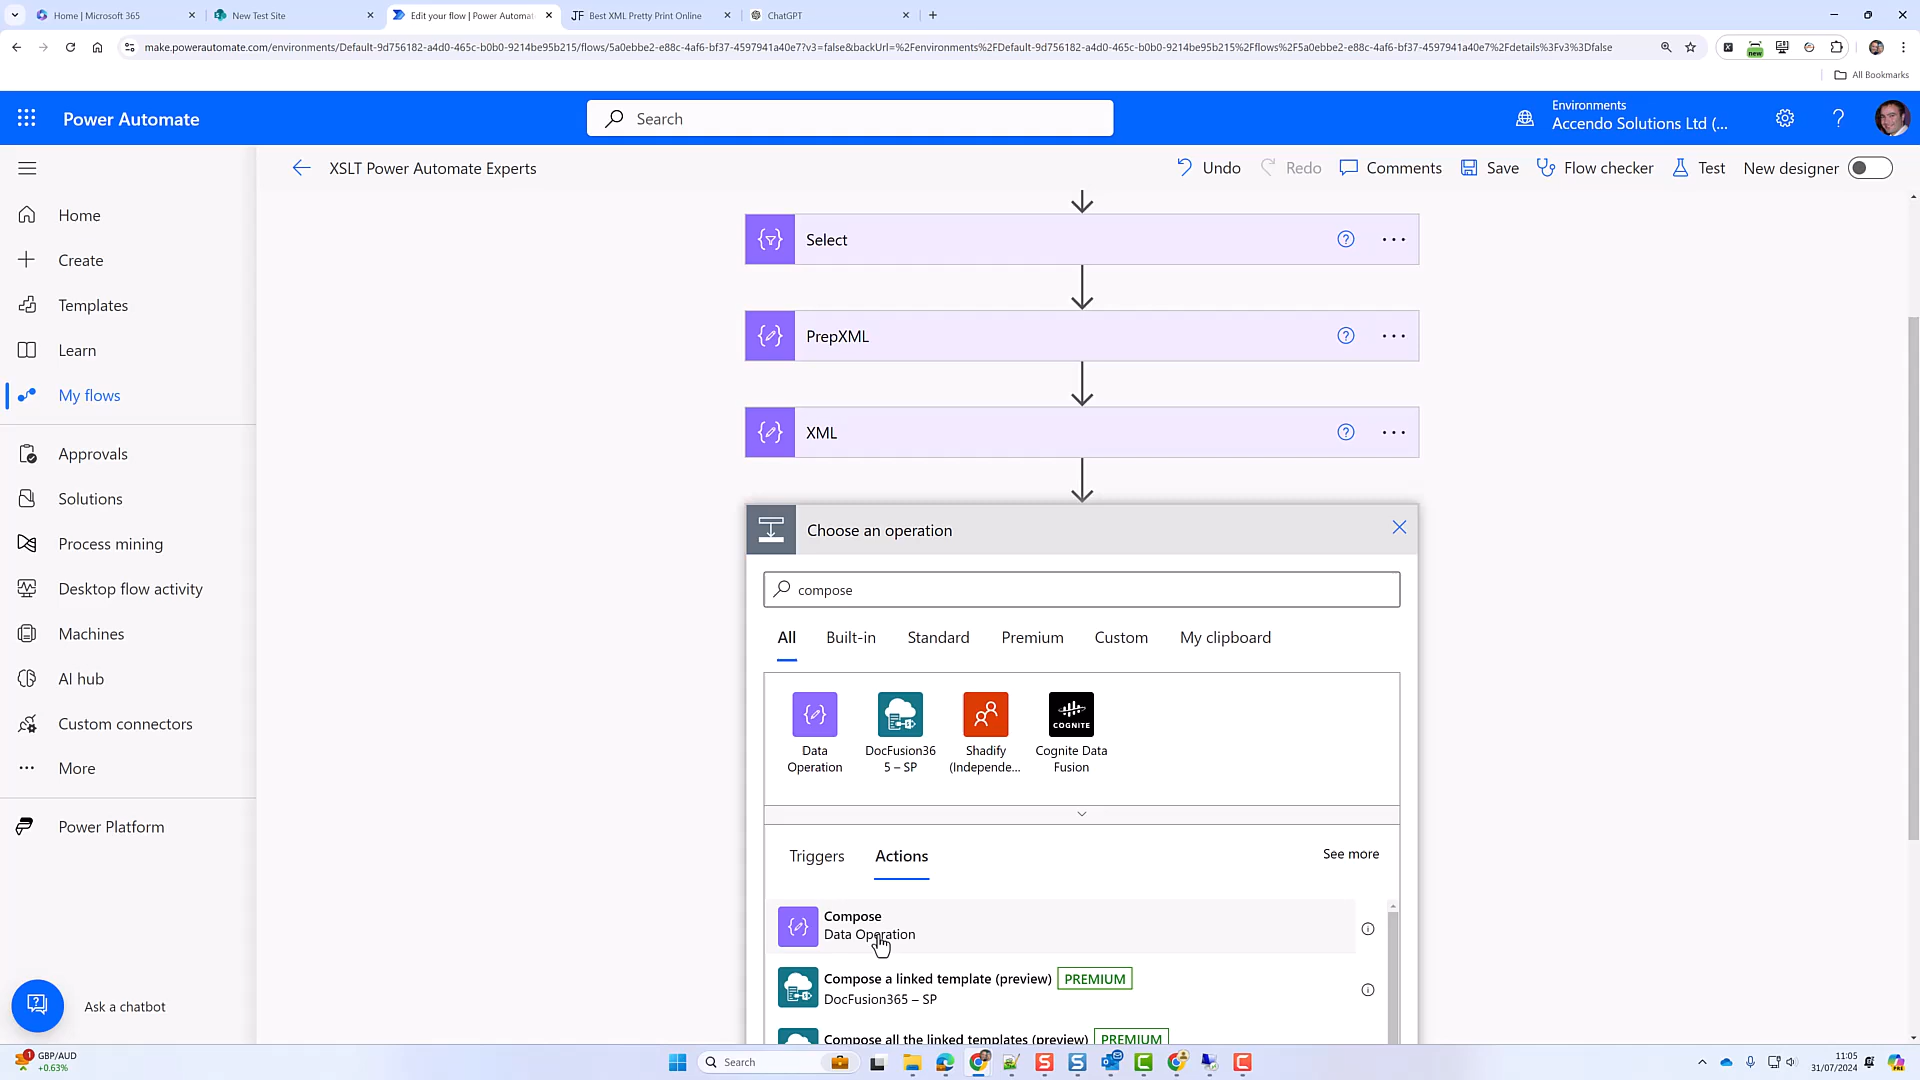 Home | Microsoft 365
New Test Site
Edit your flow | Power Automat
JF Best XML Pretty Print Online
ChatGPT
make.powerautomate.com/environments/Default-9d756182-a4d0-465c-b0b0-9214be95b215/flows/5a0ebbe2-e88c-4af6-bf37-4597941a40e7?v3=false&backUrl=%2Fenvironments%2FDefault-9d756182-a4d0-465c-b0b0-9214be95b215%2Fflows%2F5a0ebbe2-e88c-4af6-bf37-4597941a40e7%2Fdetails%3Fv3%3Dfalse
new
All Bookmarks
Power Automate
Search
Environments
Accendo Solutions Ltd (...
XSLT Power Automate Experts
Undo
Redo
Comments
Save
Flow checker
Test
New designer
Home
Create
Templates
Learn
My flows
Approvals
Solutions
Process mining
Desktop flow activity
Machines
AI hub
Custom connectors
More
Power Platform
Ask a chatbot
Select
PrepXML
XML
Choose an operation
compose
All
Built-in
Standard
Premium
Custom
My clipboard
Data
Operation
DocFusion36
5 – SP
Shadify
(Independe...
COGNITE
Cognite Data
Fusion
Triggers
Actions
See more
Compose
Data Operation
Compose a linked template (preview) PREMIUM
DocFusion365 – SP
Compose all the linked templates (preview) PREMIUM
1
GBP/AUD
+0.63%
Search
11:05
31/07/2024